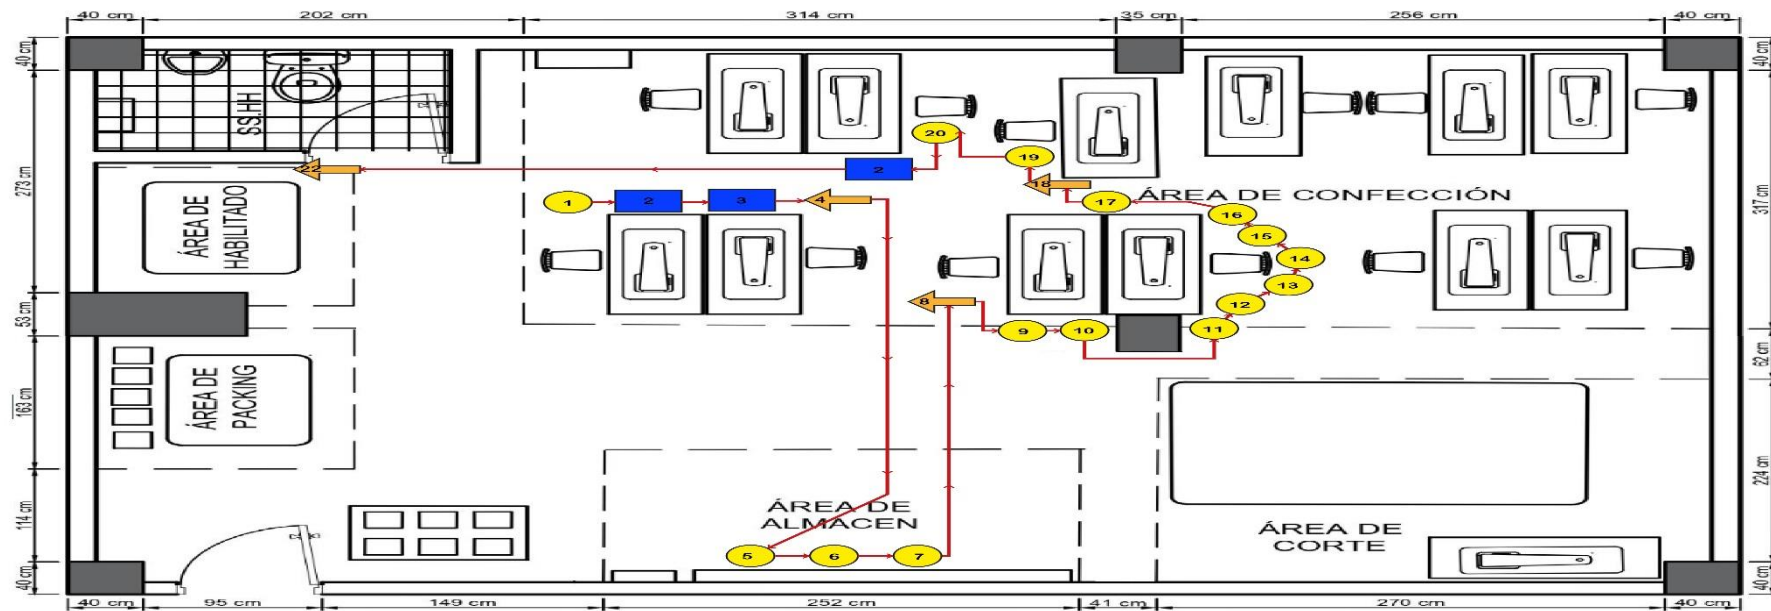 40 cm
202 cm
314 cm
35 cm
256 cm
40 cm
40 cm
273 cm
53 cm
163 cm
114 cm
40 cm
40 cm
317 cm
62 cm
224 cm
40 cm
SS.HH
20
19
22
2
18
ÁREA DE CONFECCIÓN
1
2
3
4
17
16
15
14
13
12
11
ÁREA DE
HABILITADO
8
9
10
ÁREA DE
PACKING
ÁREA DE
ALMACEN
ÁREA DE
CORTE
5
6
7
40 cm
95 cm
149 cm
252 cm
41 cm
270 cm
40 cm